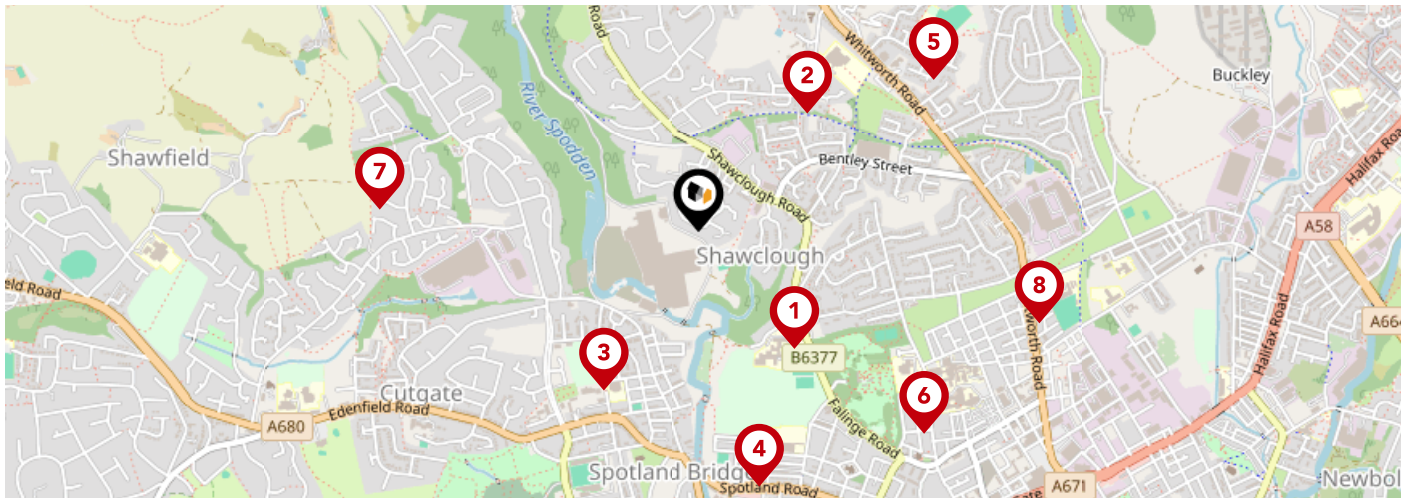 Road
Whitworth Road
5
2
Buckley
River Spodden
Halifax Road
Shawfield
Bentley Street
7
Shawclough Road
A58
Shawclough
eld Road
8
1
A664
worth Road
Halifax Road
B6377
3
Cutgate
6
Edenfield Road
A680
Falinge Road
4
Spotland Bridge
Spotland Road
A671
Newbol